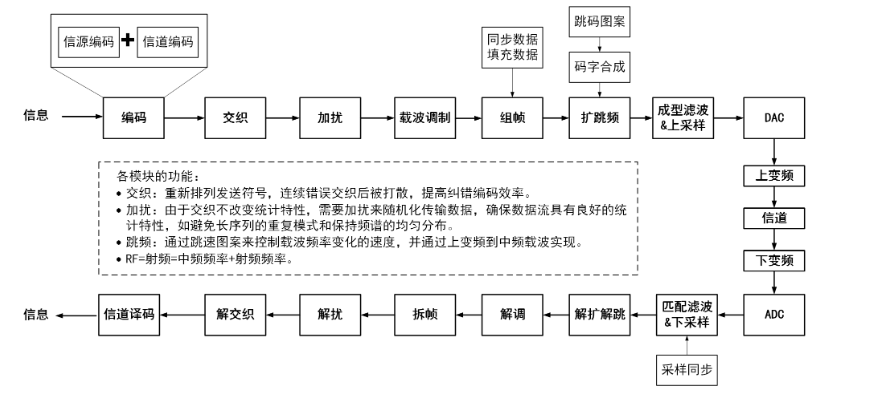 信源编码
+
信道编码
同步数据
填充数据
跳码图案
码字合成
信息
编码
交织
加扰
载波调制
组帧
扩跳频
成型滤波
&上采样
DAC
上变频
信道
下变频
各模块的功能：
● 交织：重新排列发送符号，连续错误交织后被打散，提高纠错编码效率。
● 加扰：由于交织不改变统计特性，需要加扰来随机化传输数据，确保数据流具有良好的统
计特性，如避免长序列的重复模式和保持频谱的均匀分布。
● 跳频：通过跳速图案来控制载波频率变化的速度，并通过上变频到中频载波实现。
● RF=射频=中频频率+射频频率。
信息
信道译码
解交织
解扰
拆帧
解调
解扩解跳
匹配滤波
&下采样
ADC
采样同步